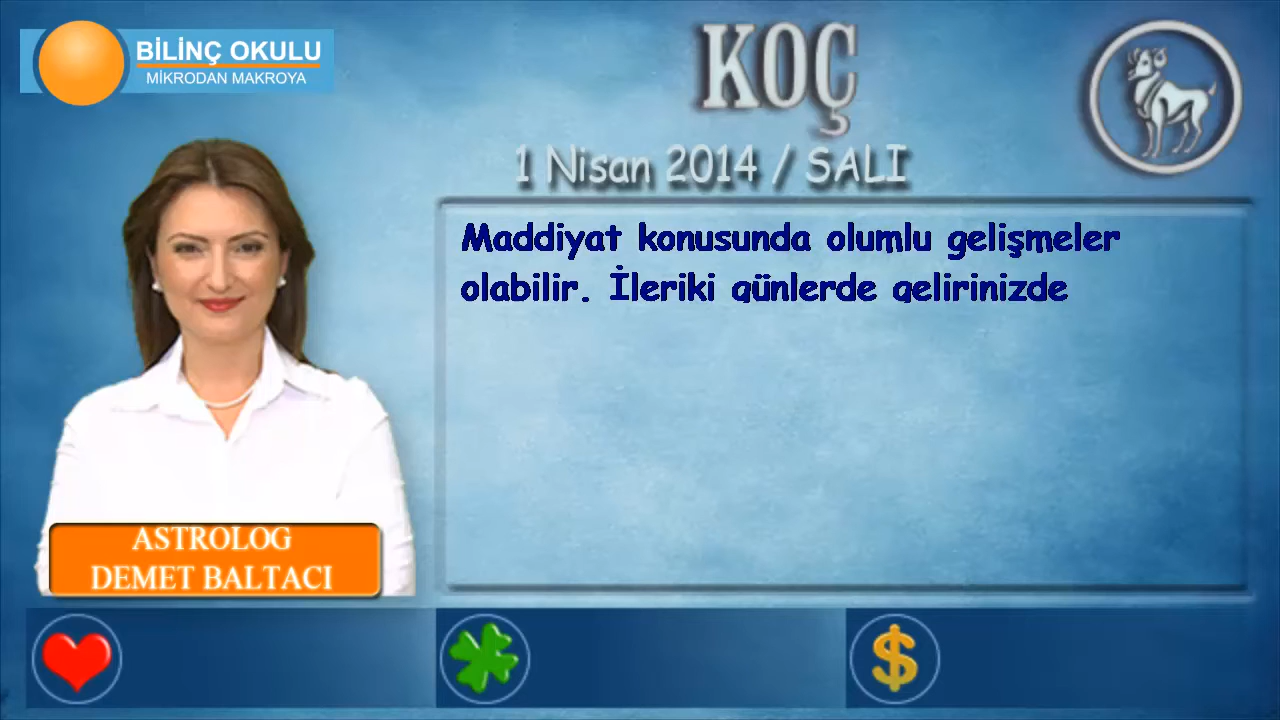 BİLİNÇ OKULU
MİKRODAN MAKROYA
KOÇ
1 Nisan 2014 / SALI
Maddiyat konusunda olumlu gelişmeler
olabilir. İleriki günlerde gelirinizde
ASTROLOG
DEMET BALTACI